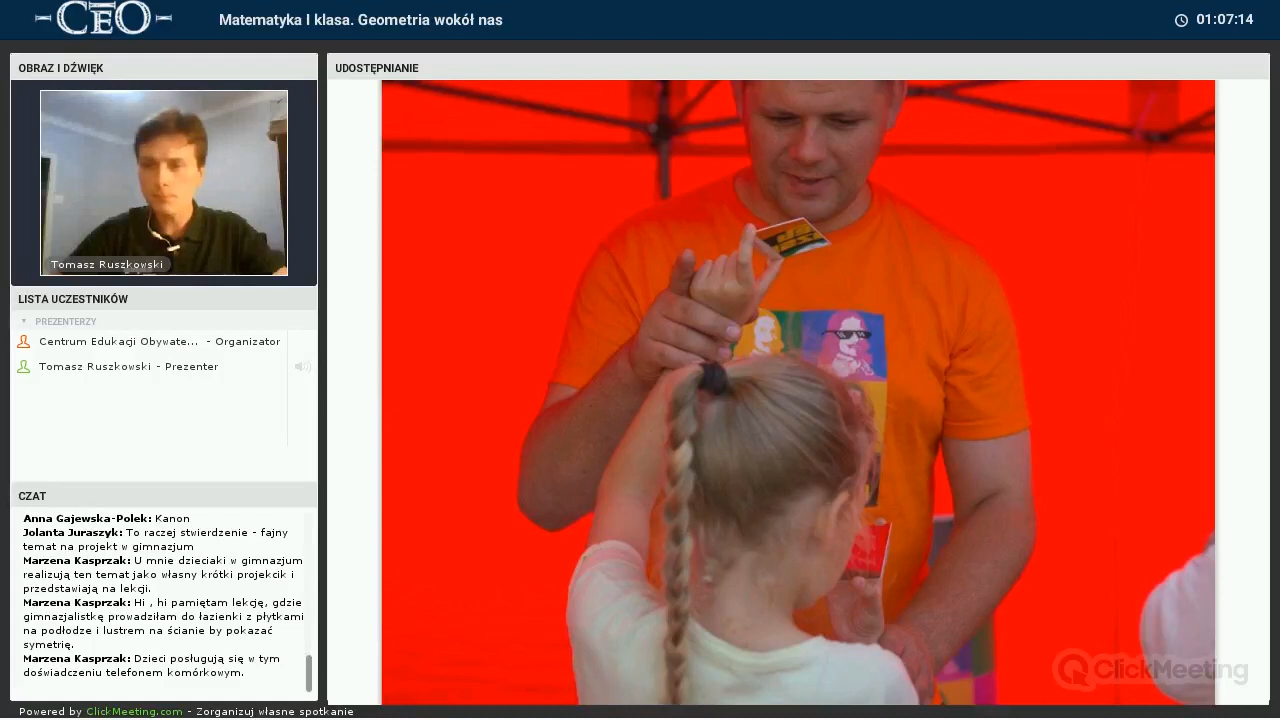 CEO
Matematyka I klasa. Geometria wokół nas
01:07:14
OBRAZ I DŹWIĘK
Tomasz Ruszkowski
LISTA UCZESTNIKÓW
PREZENTERZY
Centrum Edukacji Obywate... - Organizator
Tomasz Ruszkowski - Prezenter
CZAT
Anna Gajewska-Polek: Kanon
Jolanta Juraszyk: To raczej stwierdzenie - fajny
temat na projekt w gimnazjum
Marzena Kasprzak: U mnie dzieciaki w gimnazjum
realizują ten temat jako własny krótki projekcik i
przedstawiają na lekcji.
Marzena Kasprzak: Hi , hi pamiętam lekcję, gdzie
gimnazjalistkę prowadziłam do łazienki z płytkami
na podłodze i lustrem na ścianie by pokazać
symetrię.
Marzena Kasprzak: Dzieci posługują się w tym
doświadczeniu telefonem komórkowym.
UDOSTĘPNIANIE
ClickMeeting
Powered by ClickMeeting.com - Zorganizuj własne spotkanie